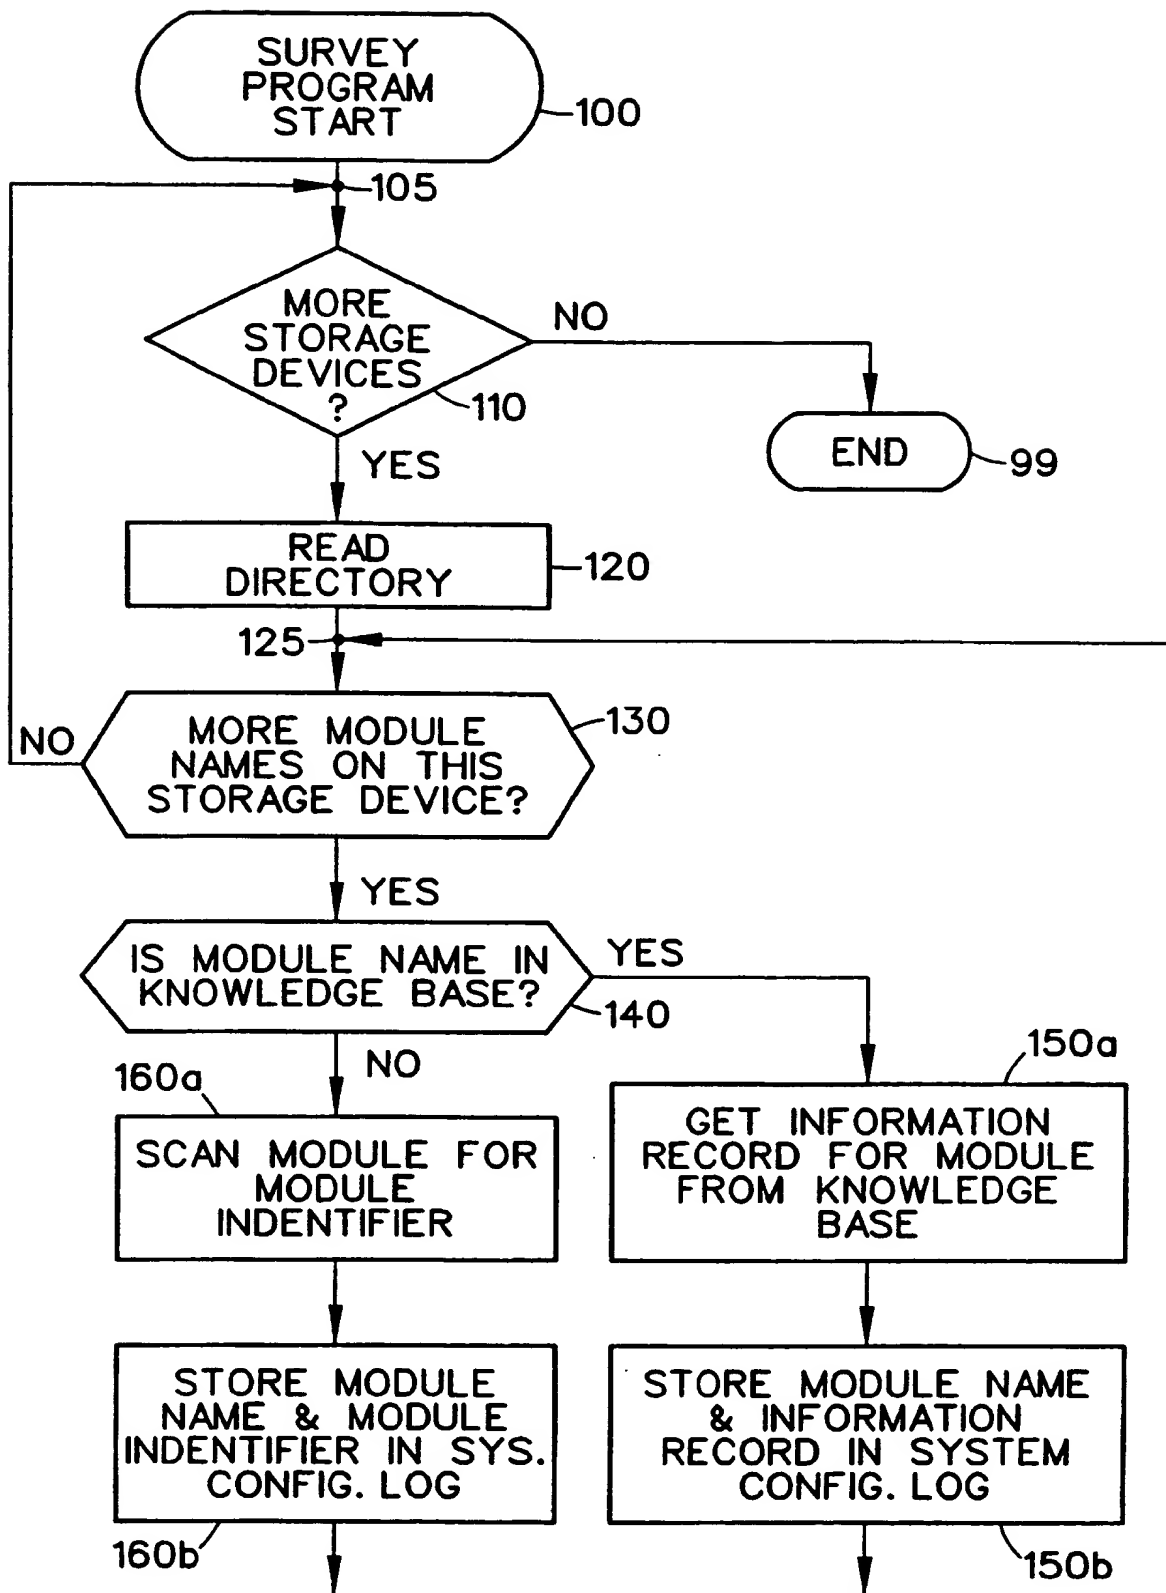 SURVEY
PROGRAM
START
100
105
MORE
STORAGE
DEVICES
?
110
NO
END
99
YES
READ
DIRECTORY
120
125
MORE MODULE
NAMES ON THIS
STORAGE DEVICE?
130
NO
YES
IS MODULE NAME IN
KNOWLEDGE BASE?
140
YES
NO
160a
SCAN MODULE FOR
MODULE
INDENTIFIER
150a
GET INFORMATION
RECORD FOR MODULE
FROM KNOWLEDGE
BASE
STORE MODULE
NAME & MODULE
INDENTIFIER IN SYS.
CONFIG. LOG
160b
STORE MODULE NAME
& INFORMATION
RECORD IN SYSTEM
CONFIG. LOG
150b